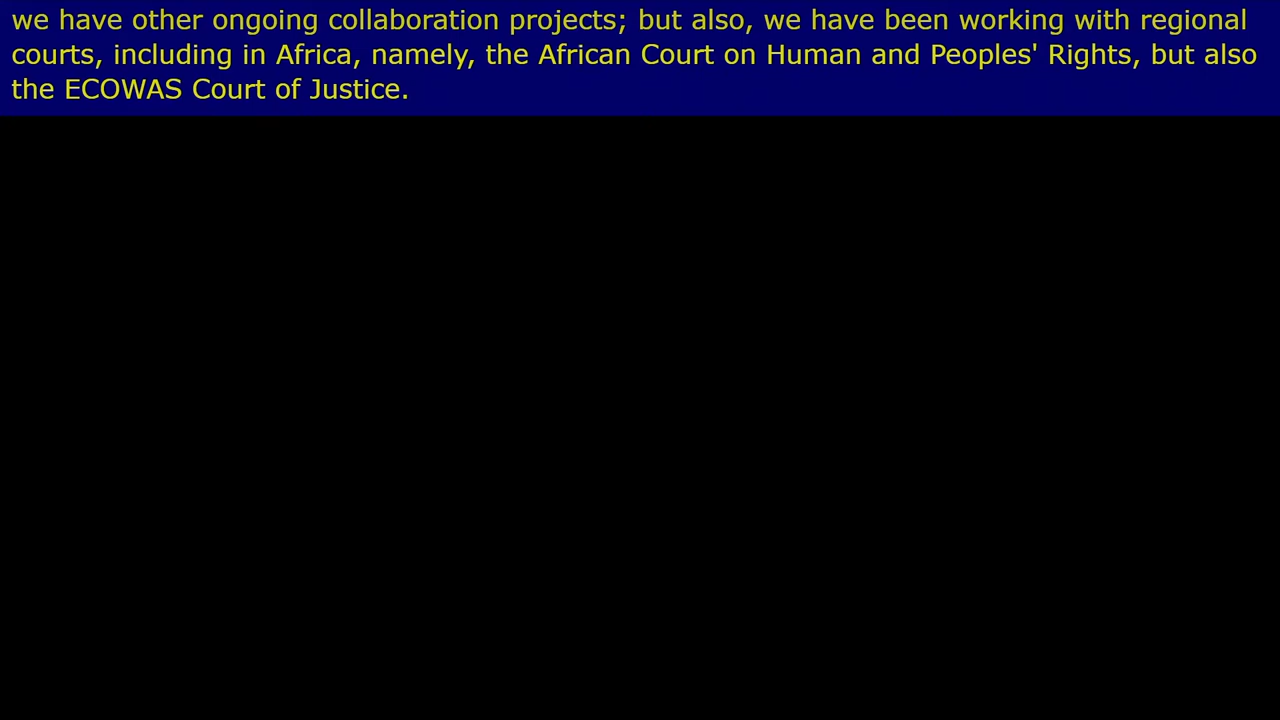 we have other ongoing collaboration projects; but also, we have been working with regional
courts, including in Africa, namely, the African Court on Human and Peoples' Rights, but also
the ECOWAS Court of Justice.